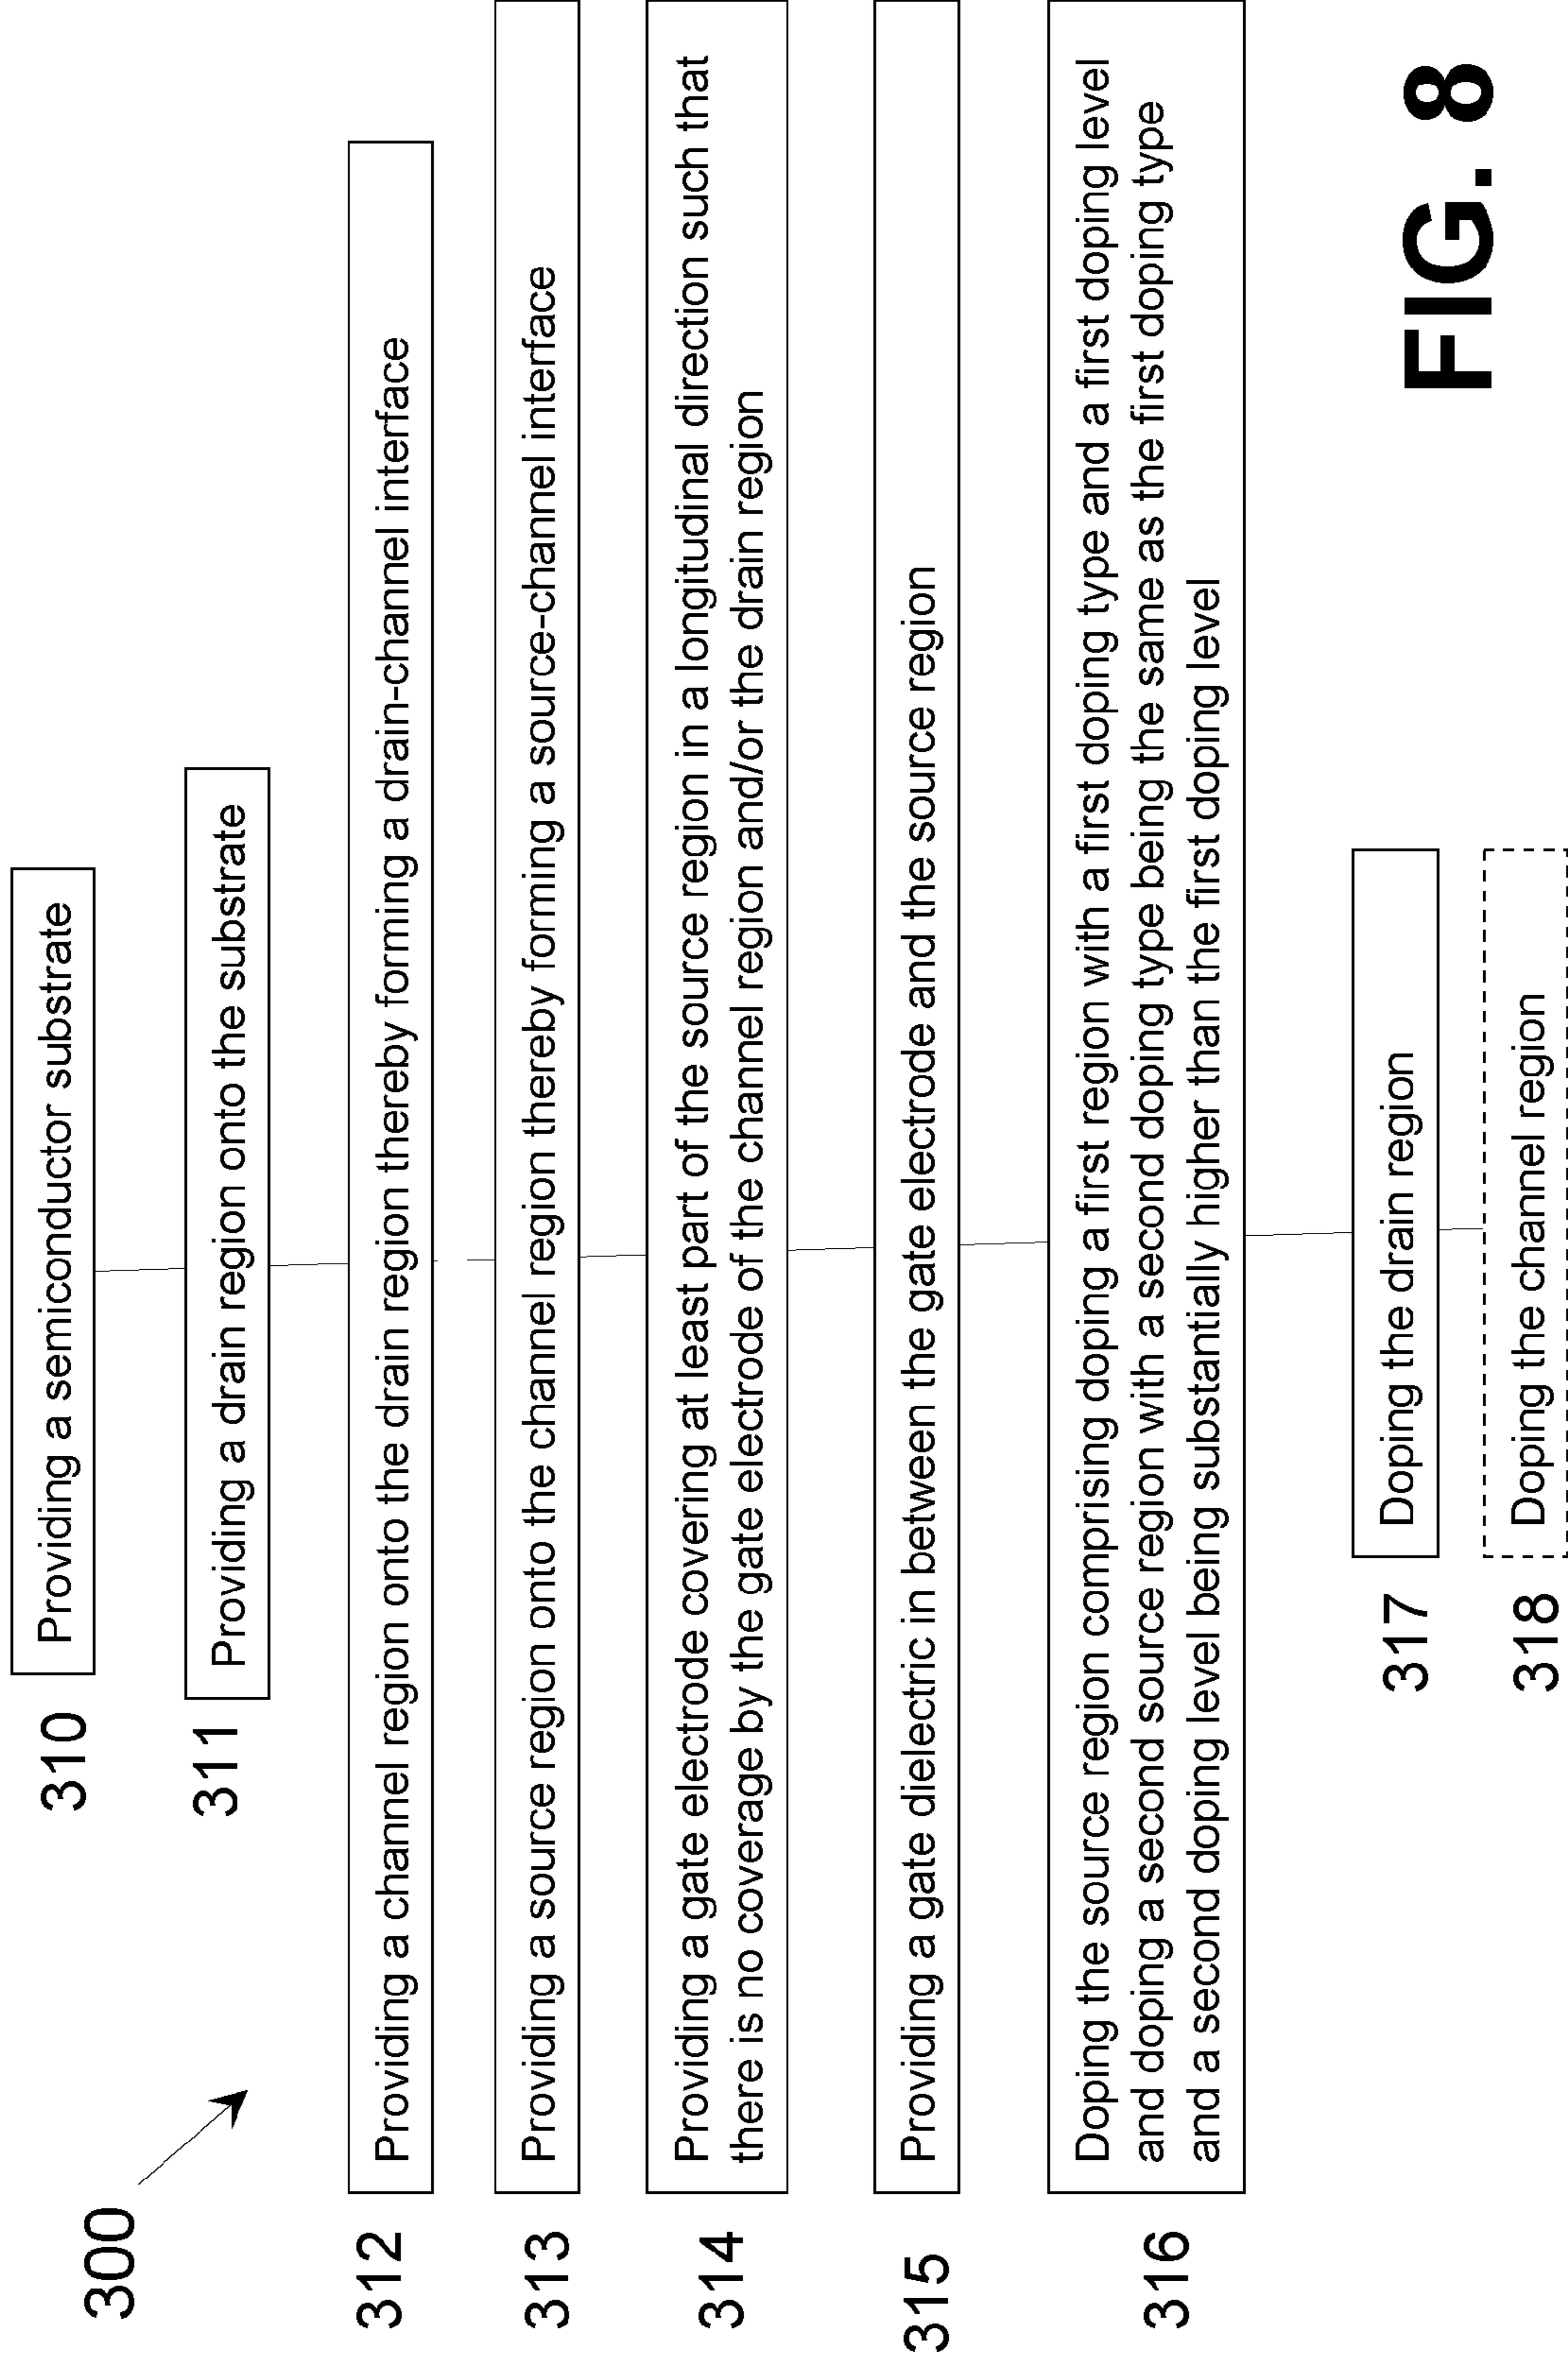 300
310
Providing a semiconductor substrate
311
Providing a drain region onto the substrate
312
Providing a channel region onto the drain region thereby forming a drain-channel interface
313
Providing a source region onto the channel region thereby forming a source-channel interface
314
Providing a gate electrode covering at least part of the source region in a longitudinal direction such that
there is no coverage by the gate electrode of the channel region and/or the drain region
315
Providing a gate dielectric in between the gate electrode and the source region
316
Doping the source region comprising doping a first region with a first doping type and a first doping level
and doping a second source region with a second doping type being the same as the first doping type
and a second doping level being substantially higher than the first doping level
317
Doping the drain region
318
Doping the channel region
FIG. 8